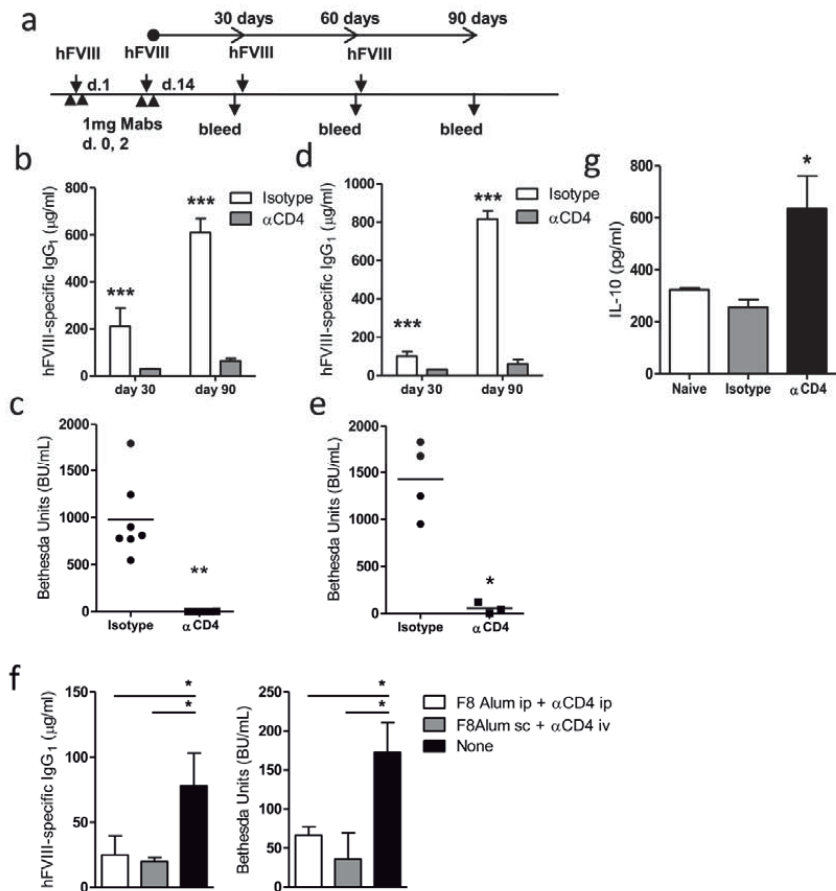 a
30 days 60 days 90 days
hFVIII hFVIII hFVIII hFVIII
d.1 d.14
1mg Mabs
d. 0, 2
bleed bleed bleed
b
hFVIII-specific IgG1 (µg/ml)
800
600
400
200
0
***
***
Isotype
αCD4
day 30 day 90
d
hFVIII-specific IgG1 (µg/ml)
1000
800
600
400
200
0
***
***
Isotype
αCD4
day 30 day 90
g
IL-10 (pg/ml)
800
600
400
200
0
*
Naive Isotype αCD4
c
Bethesda Units (BU/mL)
2000
1500
1000
500
0
**
Isotype αCD4
e
Bethesda Units (BU/mL)
2000
1500
1000
500
0
*
Isotype αCD4
f
hFVIII-specific IgG1 (µg/ml)
150
100
50
0
*
*
Bethesda Units (BU/mL)
250
200
150
100
50
0
*
*
F8 Alum ip + αCD4 ip
F8Alum sc + αCD4 iv
None